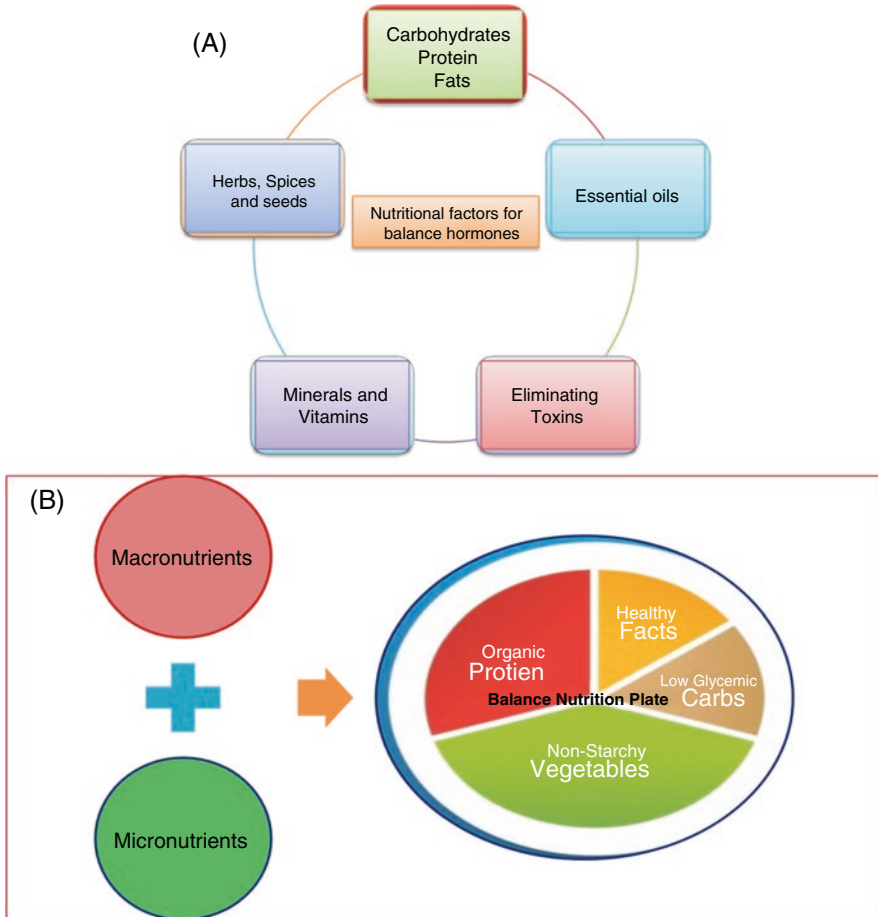 (A)
Carbohydrates
Protein
Fats
Herbs, Spices
and seeds
Nutritional factors for
balance hormones
Essential oils
Minerals and
Vitamins
Eliminating
Toxins
(B)
Macronutrients
Micronutrients
Healthy
Facts
Organic
Protien
Low Glycemic
Carbs
Balance Nutrition Plate
Non-Starchy
Vegetables